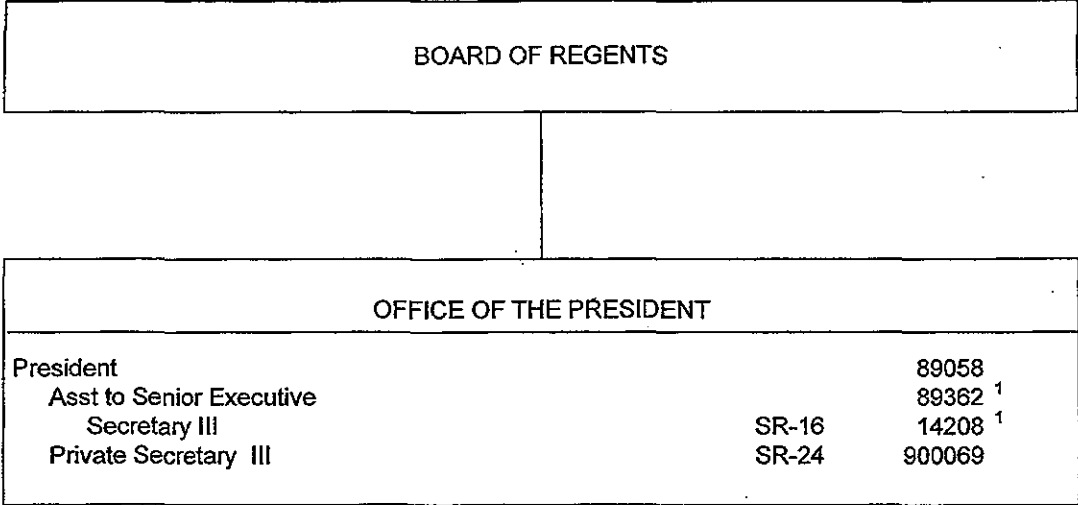 BOARD OF REGENTS
OFFICE OF THE PRESIDENT
President 89058
Asst to Senior Executive 89362 1
Secretary III SR-16 14208 1
Private Secretary III SR-24 900069